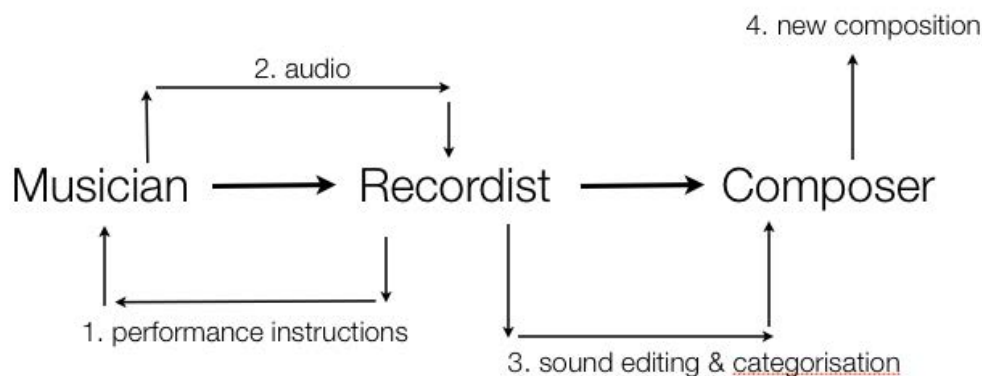 4. new composition
2. audio
Musician
Recordist
Composer
1. performance instructions
3. sound editing & categorisation